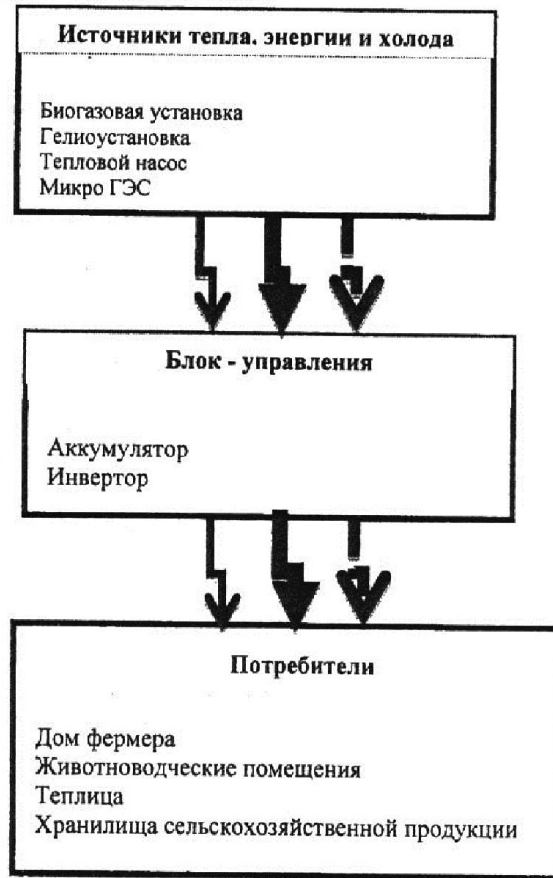 Источники тепла, энергии и холода
Биогазовая установка
Гелиоустановка
Тепловой насос
Микро ГЭС
Блок - управления
Аккумулятор
Инвертор
Потребители
Дом фермера
Животноводческие помещения
Теплица
Хранилища сельскохозяйственной продукции